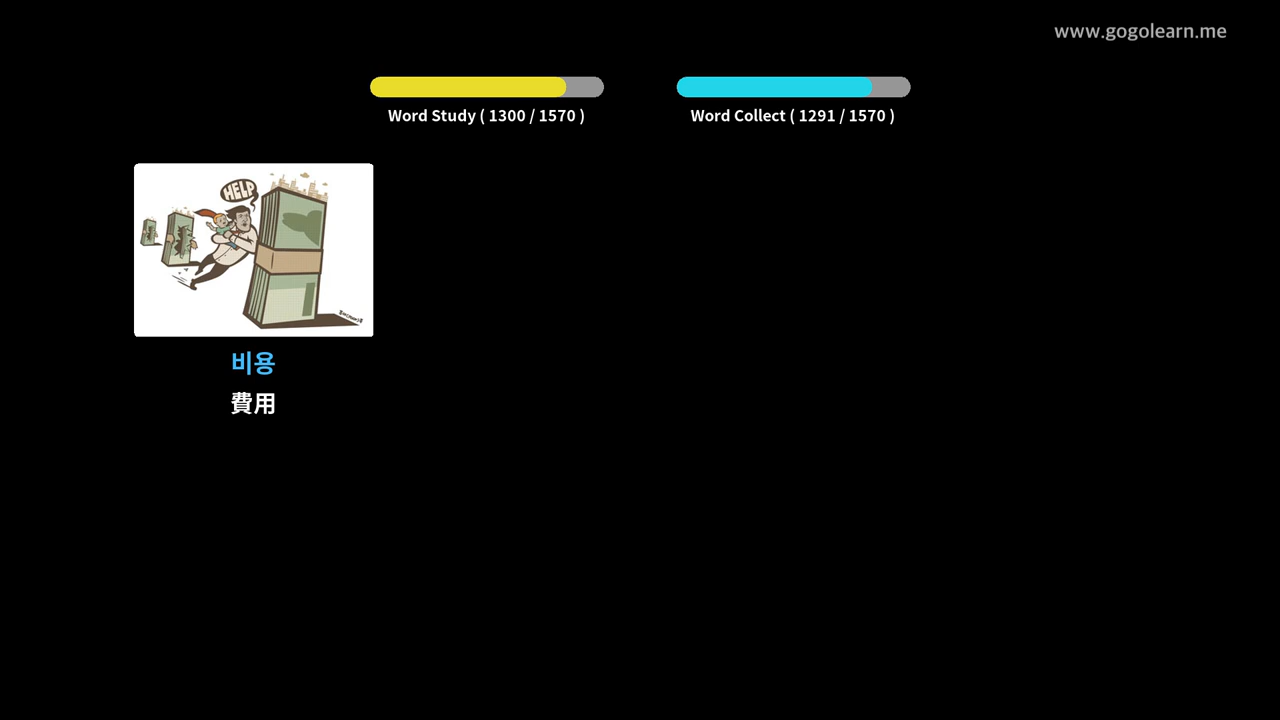 www.gogolearn.me
Word Study ( 1300 / 1570 )
Word Collect ( 1291 / 1570 )
HELP
비용
費用